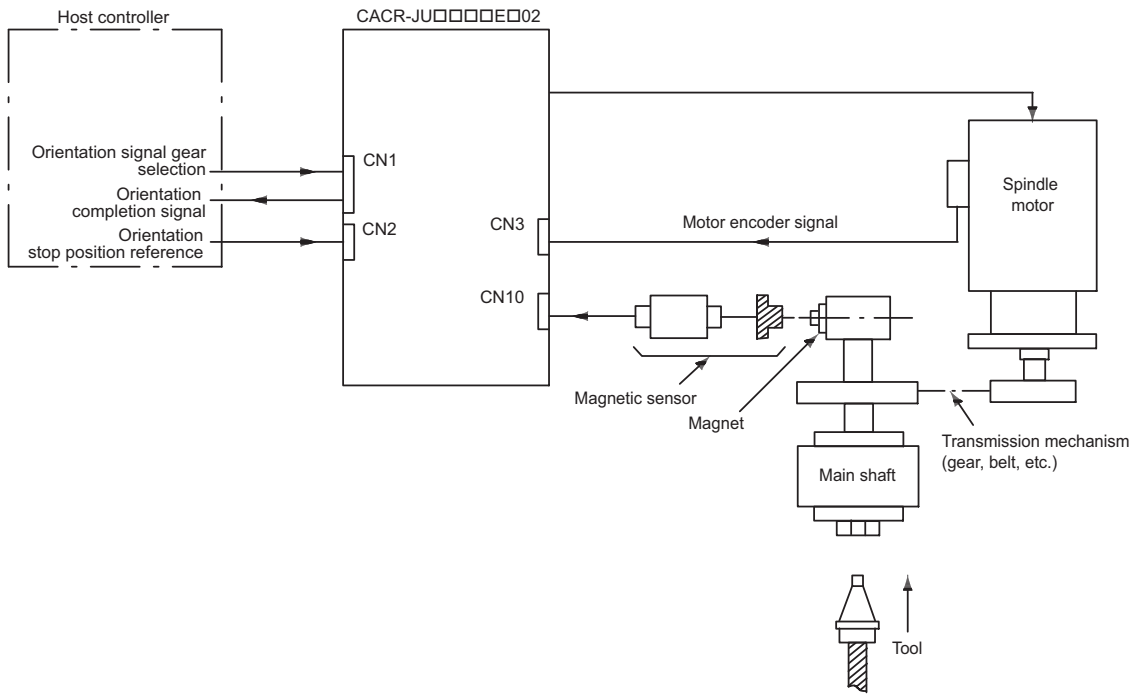 Host controller
CACR-JU□□□□E□02
Orientation signal gear
selection
CN1
Orientation
completion signal
Orientation
stop position reference
CN2
CN3
Motor encoder signal
Spindle
motor
CN10
Magnetic sensor
Magnet
Transmission mechanism
(gear, belt, etc.)
Main shaft
Tool